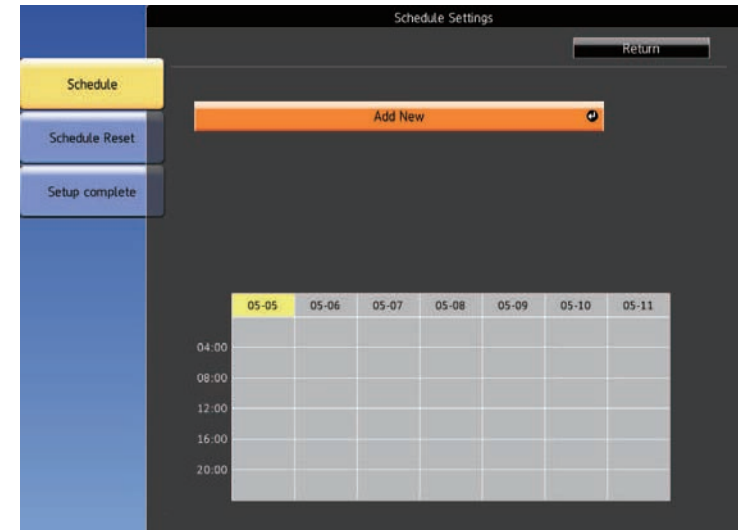 Schedule Settings
Return
Schedule
Add New
Schedule Reset
Setup complete
05-05 05-06 05-07 05-08 05-09 05-10 05-11
04:00
08:00
12:00
16:00
20:00